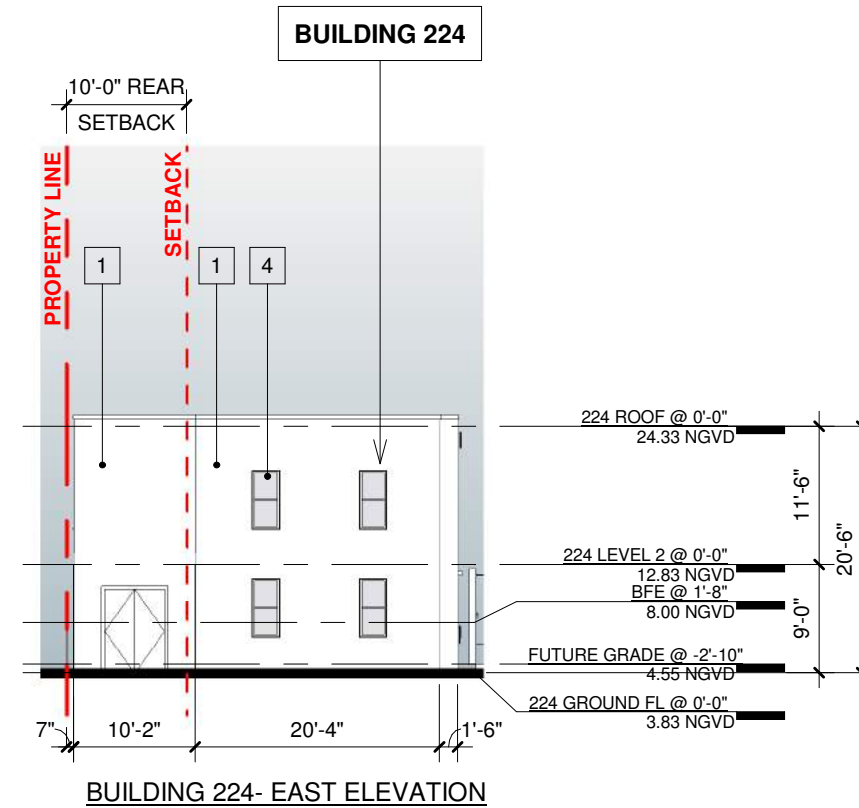 BUILDING 224
10'-0" REAR
SETBACK
PROPERTY LINE
SETBACK
1
1
4
224 ROOF @ 0'-0"
24.33 NGVD
11'-6"
20'-6"
224 LEVEL 2 @ 0'-0"
12.83 NGVD
BFE @ 1'-8"
8.00 NGVD
9'-0"
FUTURE GRADE @ -2'-10"
4.55 NGVD
224 GROUND FL @ 0'-0"
3.83 NGVD
7"
10'-2"
20'-4"
1'-6"
BUILDING 224- EAST ELEVATION